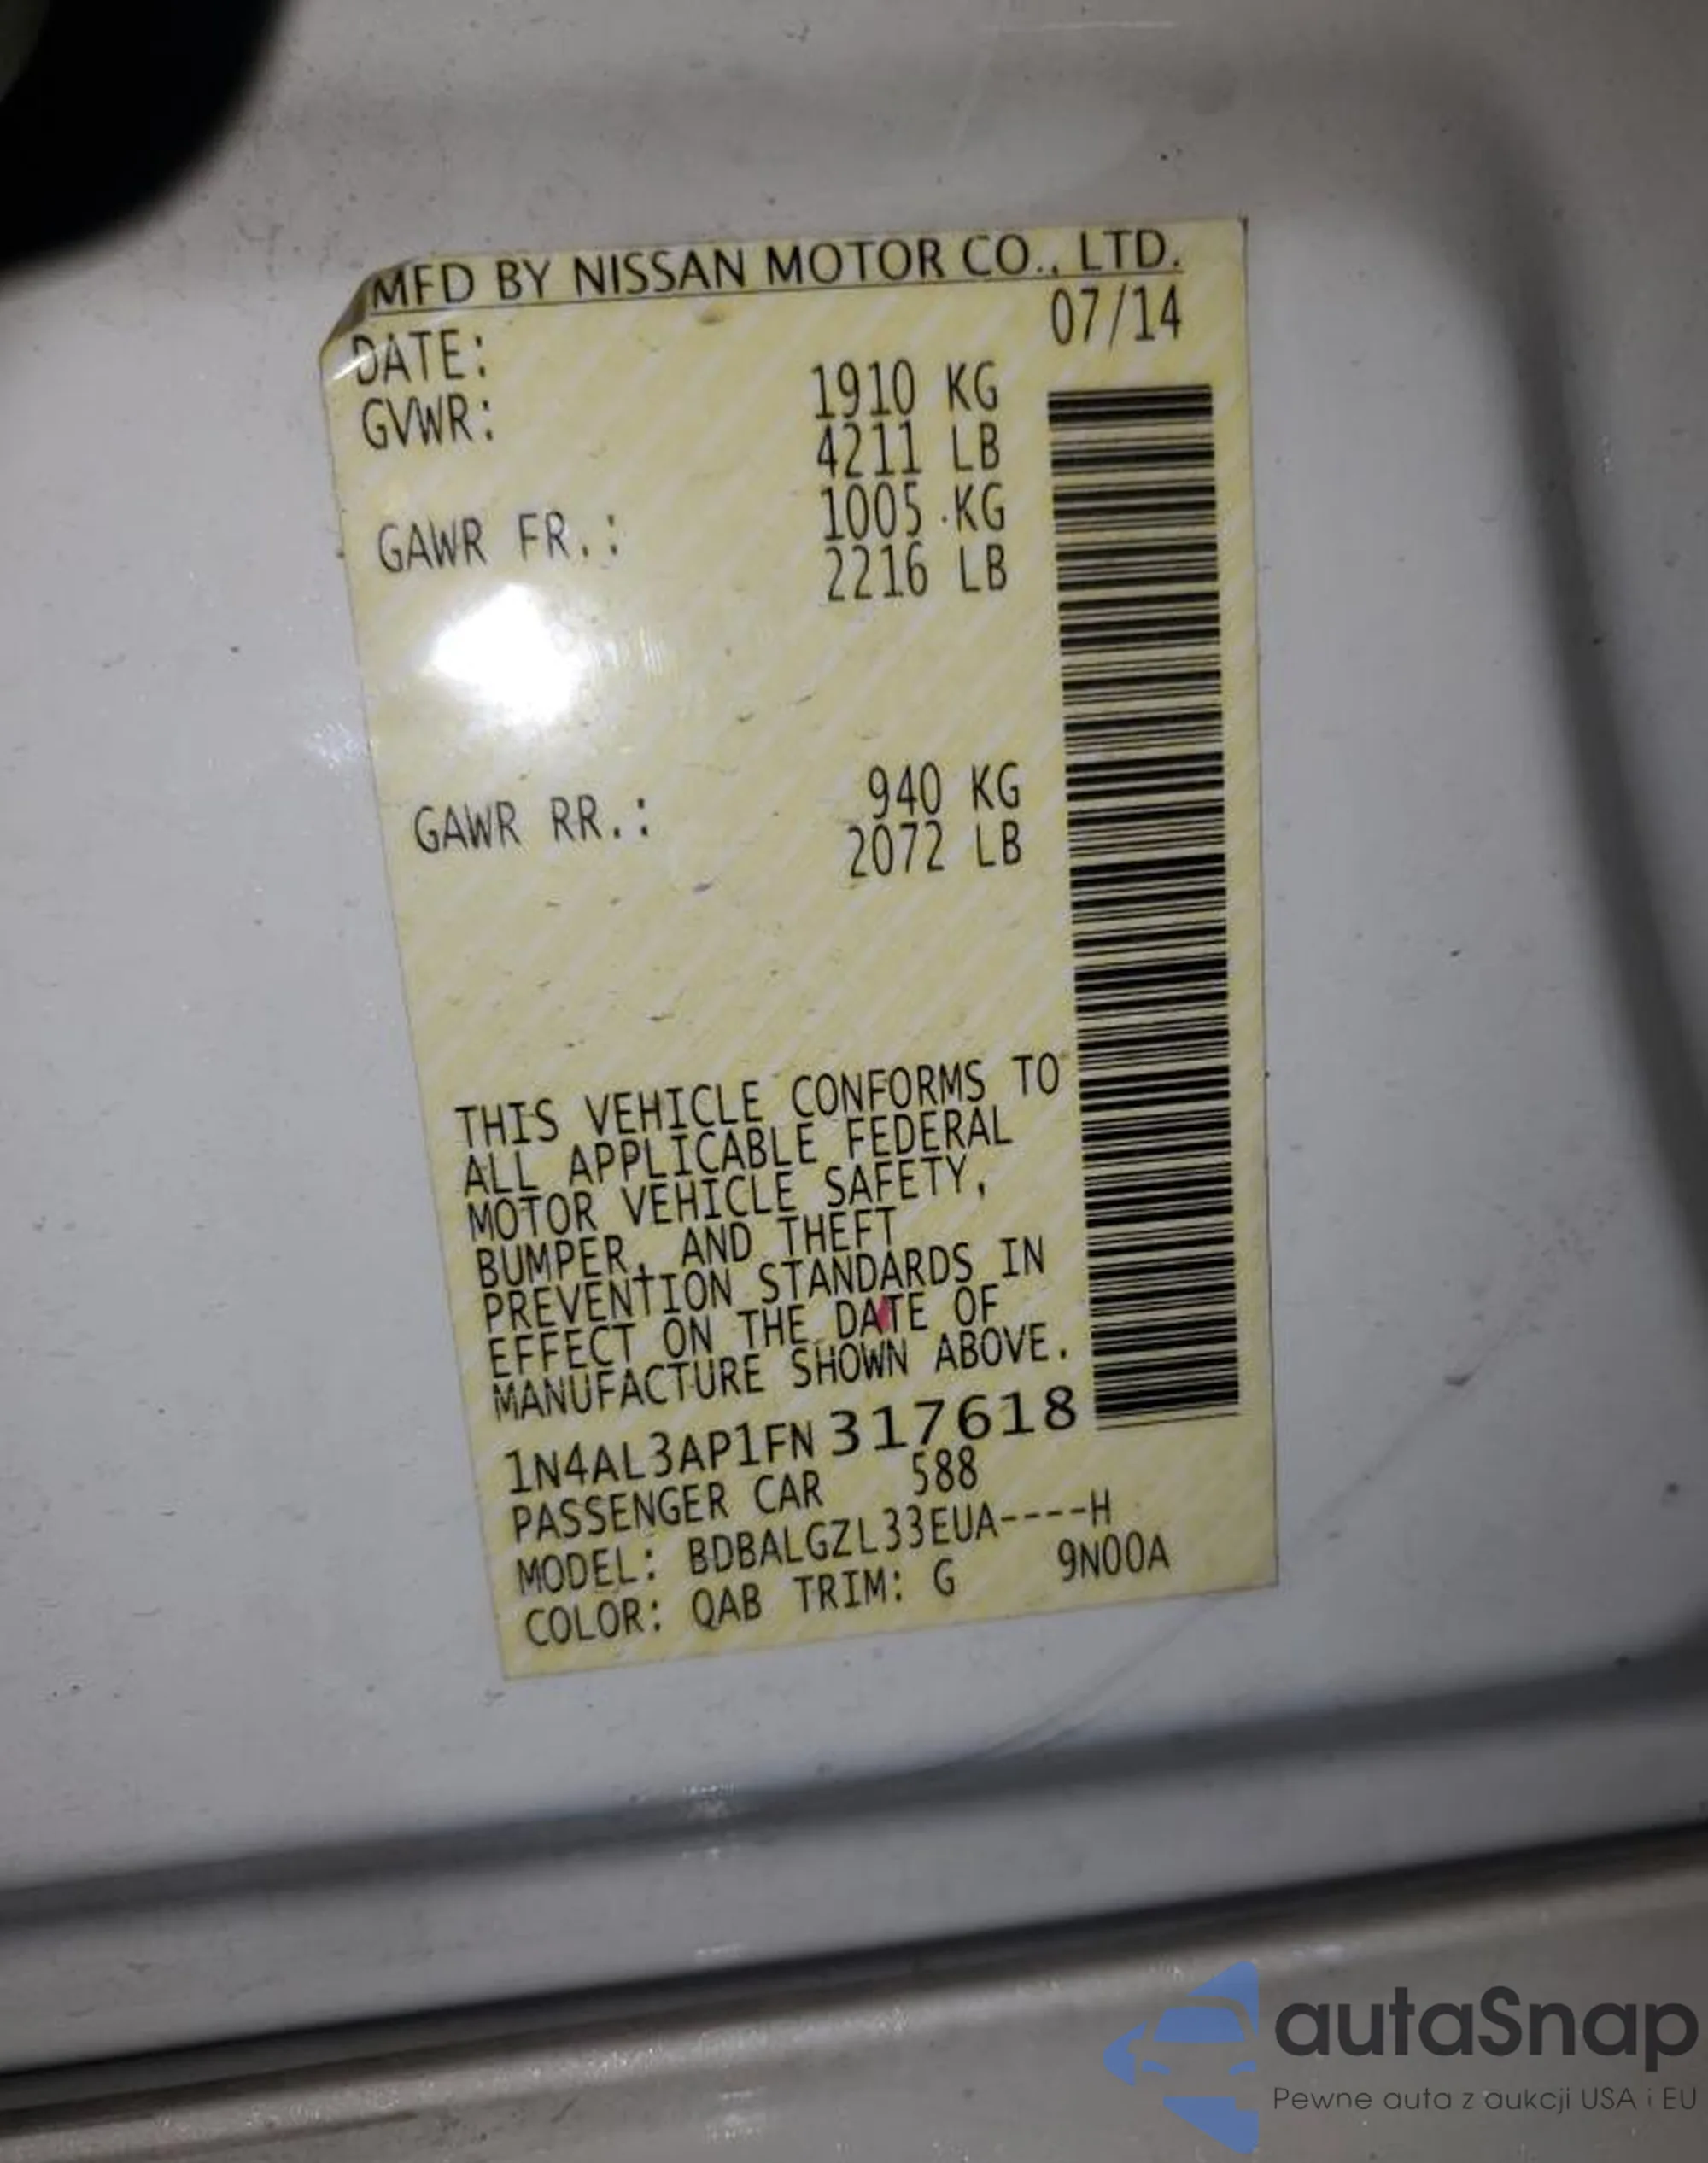 MFD BY NISSAN MOTOR CO., LTD.
DATE: 07/14
GVWR: 1910 KG
4211 LB
GAWR FR.: 1005 KG
2216 LB
GAWR RR.: 940 KG
2072 LB
THIS VEHICLE CONFORMS TO
ALL APPLICABLE FEDERAL
MOTOR VEHICLE SAFETY,
BUMPER, AND THEFT
PREVENTION STANDARDS IN
EFFECT ON THE DATE OF
MANUFACTURE SHOWN ABOVE.
1N4AL3AP1FN317618
PASSENGER CAR 588
MODEL: BDBALGZL33EUA----H
COLOR: QAB TRIM: G 9N00A
autaSnap
Pewne auta z aukcji USA i EU